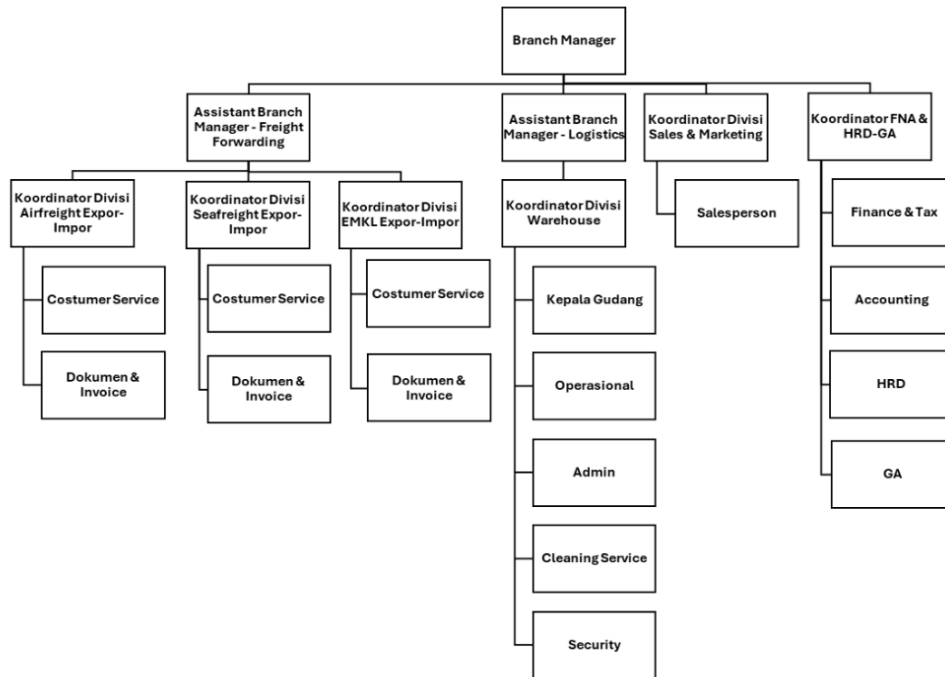 Branch Manager
Assistant Branch
Manager - Freight
Forwarding
Assistant Branch
Manager - Logistics
Koordinator Divisi
Sales & Marketing
Koordinator FNA &
HRD-GA
Koordinator Divisi
Airfreight Expor-
Impor
Koordinator Divisi
Seafreight Expor-
Impor
Koordinator Divisi
EMKL Expor-Impor
Koordinator Divisi
Warehouse
Salesperson
Finance & Tax
Costumer Service
Costumer Service
Costumer Service
Kepala Gudang
Accounting
Dokumen &
Invoice
Dokumen &
Invoice
Dokumen &
Invoice
Operasional
HRD
Admin
GA
Cleaning Service
Security